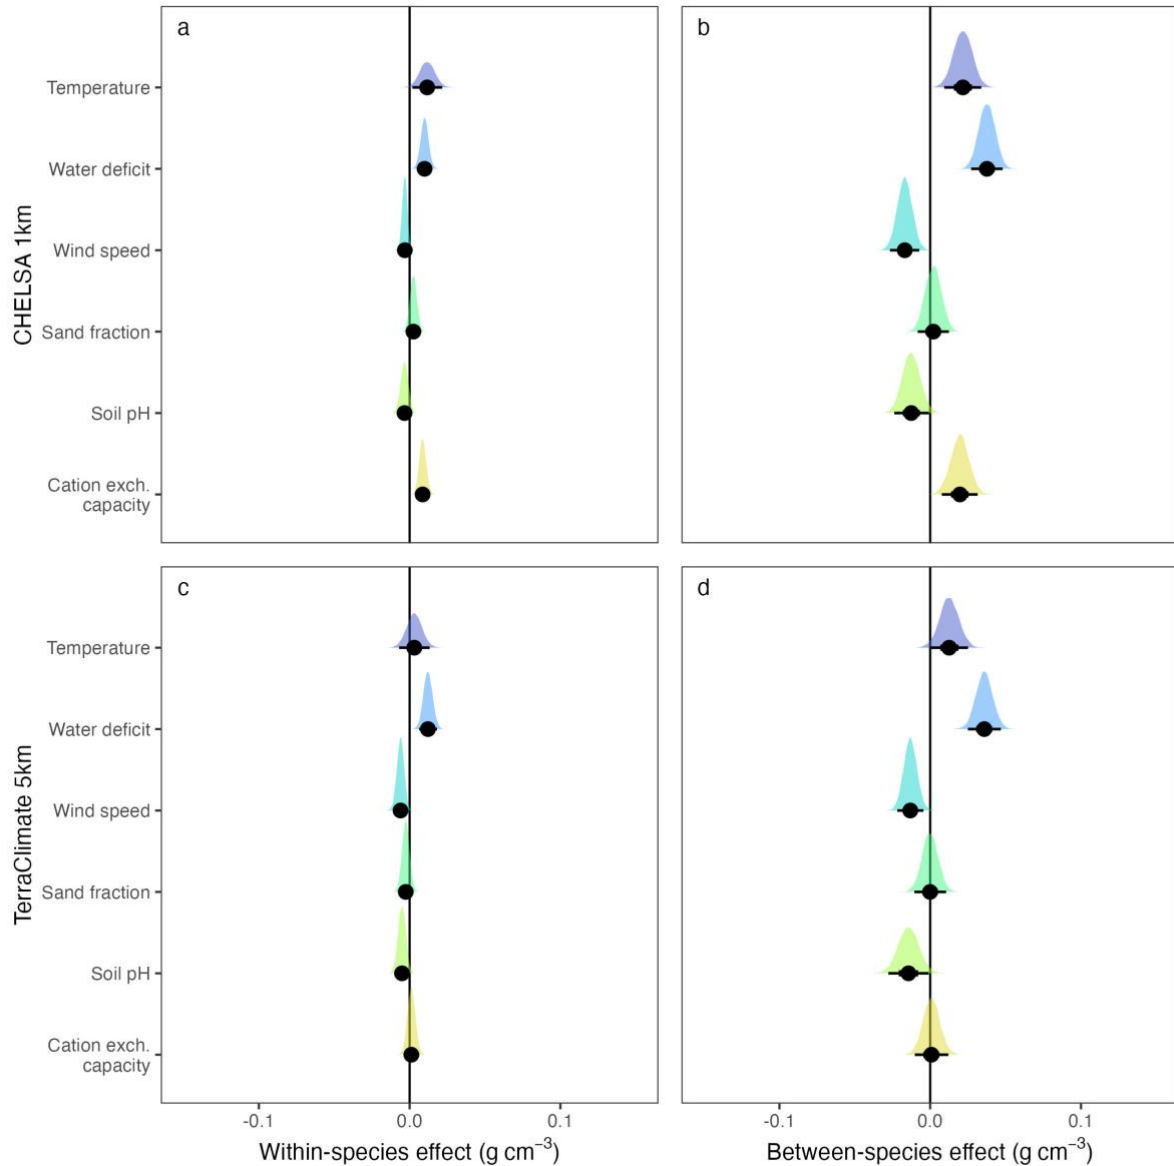 a
b
CHELSA 1km
Temperature
Water deficit
Wind speed
Sand fraction
Soil pH
Cation exch.
capacity
c
d
TerraClimate 5km
Temperature
Water deficit
Wind speed
Sand fraction
Soil pH
Cation exch.
capacity
-0.1 0.0 0.1
-0.1 0.0 0.1
Within-species effect (g cm⁻³)
Between-species effect (g cm⁻³)